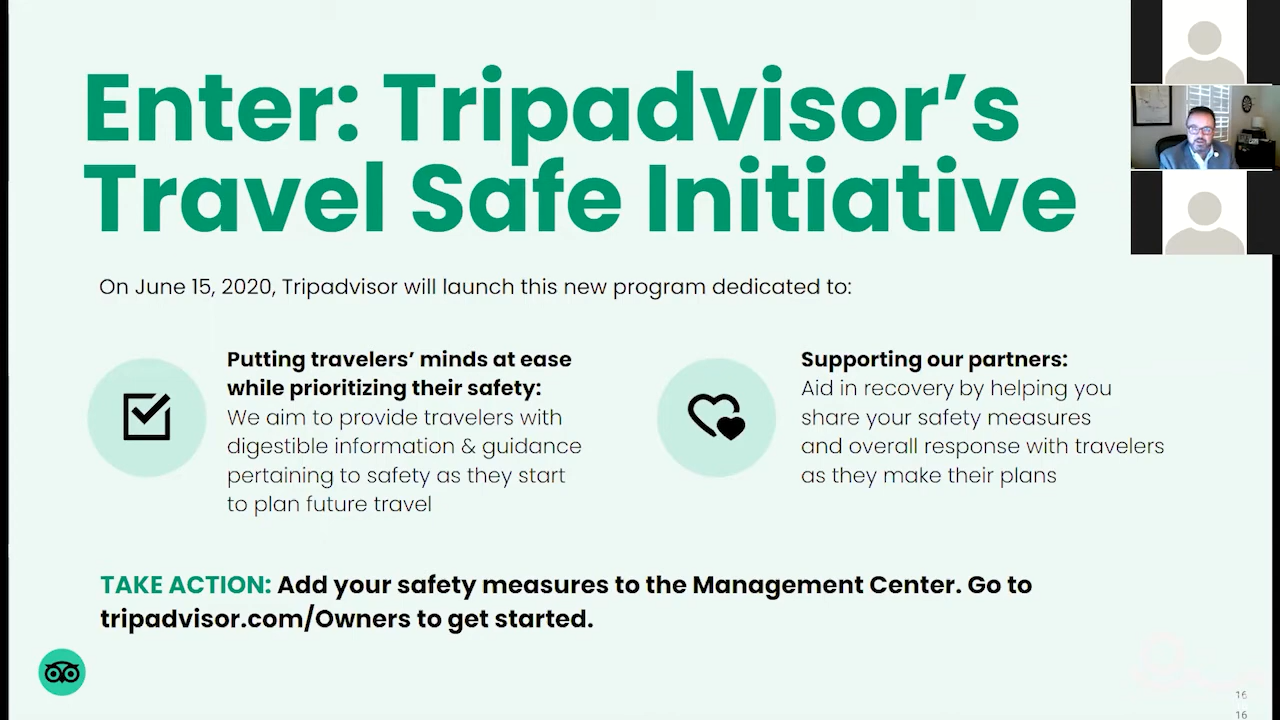 Enter: Tripadvisor's
Travel Safe Initiative
On June 15, 2020, Tripadvisor will launch this new program dedicated to:
Putting travelers' minds at ease
while prioritizing their safety:
We aim to provide travelers with
digestible information & guidance
pertaining to safety as they start
to plan future travel
Supporting our partners:
Aid in recovery by helping you
share your safety measures
and overall response with travelers
as they make their plans
TAKE ACTION: Add your safety measures to the Management Center. Go to
tripadvisor.com/Owners to get started.
16
16